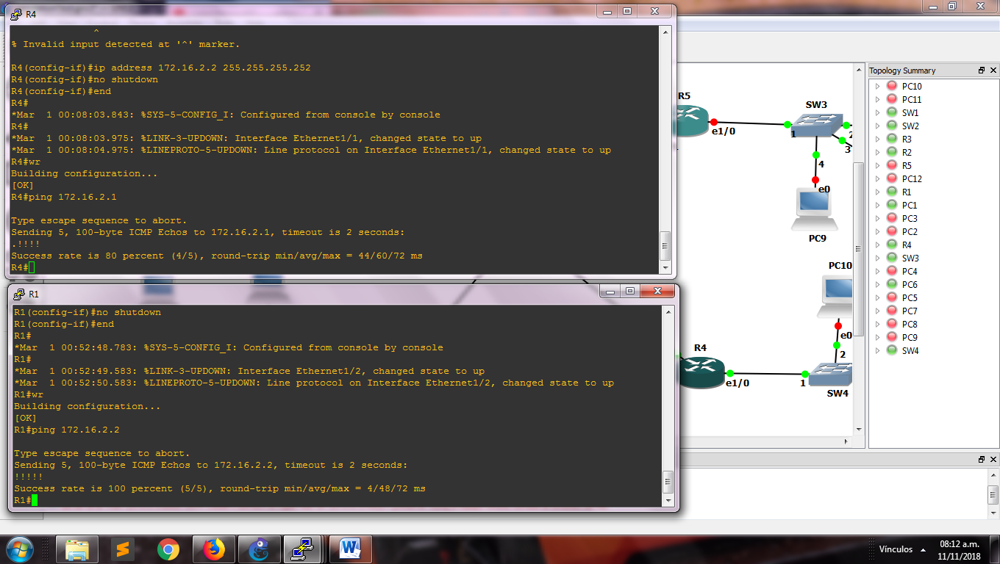 R4
^
% Invalid input detected at '^' marker.
R4(config-if)#ip address 172.16.2.2 255.255.255.252
R4(config-if)#no shutdown
R4(config-if)#end
R4#
*Mar  1 00:08:03.843: %SYS-5-CONFIG_I: Configured from console by console
R4#
*Mar  1 00:08:03.975: %LINK-3-UPDOWN: Interface Ethernet1/1, changed state to up
*Mar  1 00:08:04.975: %LINEPROTO-5-UPDOWN: Line protocol on Interface Ethernet1/1, changed state to up
R4#wr
Building configuration...
[OK]
R4#ping 172.16.2.1
Type escape sequence to abort.
Sending 5, 100-byte ICMP Echos to 172.16.2.1, timeout is 2 seconds:
.!!!!
Success rate is 80 percent (4/5), round-trip min/avg/max = 44/60/72 ms
R4#
R1
R1(config-if)#no shutdown
R1(config-if)#end
R1#
*Mar  1 00:52:48.783: %SYS-5-CONFIG_I: Configured from console by console
R1#
*Mar  1 00:52:49.583: %LINK-3-UPDOWN: Interface Ethernet1/2, changed state to up
*Mar  1 00:52:50.583: %LINEPROTO-5-UPDOWN: Line protocol on Interface Ethernet1/2, changed state to up
R1#wr
Building configuration...
[OK]
R1#ping 172.16.2.2
Type escape sequence to abort.
Sending 5, 100-byte ICMP Echos to 172.16.2.2, timeout is 2 seconds:
!!!!!
Success rate is 100 percent (5/5), round-trip min/avg/max = 4/48/72 ms
R1#
R5
e1/0
SW3
1
2
3
4
e0
PC9
PC10
e0
2
R4
e1/0
1
SW4
Topology Summary
PC10
PC11
SW1
SW2
R3
R2
R5
PC12
R1
PC1
PC3
PC2
R4
SW3
PC4
PC6
PC5
PC7
PC8
PC9
SW4
Vínculos
08:12 a.m.
11/11/2018